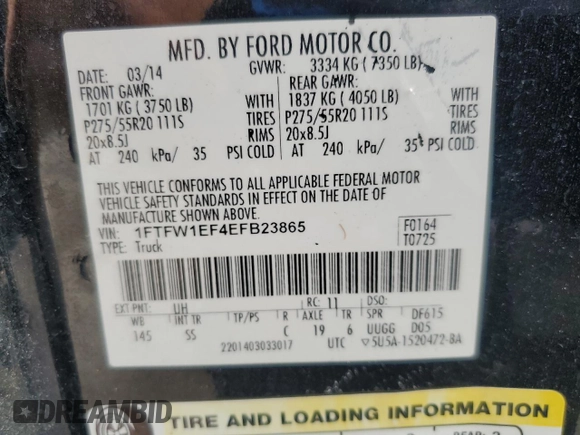 MFD. BY FORD MOTOR CO.
DATE: 03/14 GVWR: 3334 KG ( 7350 LB)
FRONT GAWR: REAR GAWR:
1701 KG ( 3750 LB) WITH 1837 KG ( 4050 LB) WITH
P275/55R20 111S TIRES P275/55R20 111S TIRES
20x8.5J RIMS 20x8.5J RIMS
AT 240 kPa/ 35 PSI COLD AT 240 kPa/ 35 PSI COLD
THIS VEHICLE CONFORMS TO ALL APPLICABLE FEDERAL MOTOR
VEHICLE SAFETY STANDARDS IN EFFECT ON THE DATE OF
MANUFACTURE SHOWN ABOVE.
VIN: 1FTFW1EF4EFB23865 F0164
TYPE: Truck T0725
EXT PNT: UH RC: 11 DSO:
WB INT TR TP/PS R AXLE TR SPR DF615
145 SS C 19 6 UUGG D05
2201403033017 UTC 5U5A-1520472-BA
TIRE AND LOADING INFORMATION
DREAMBID.COM